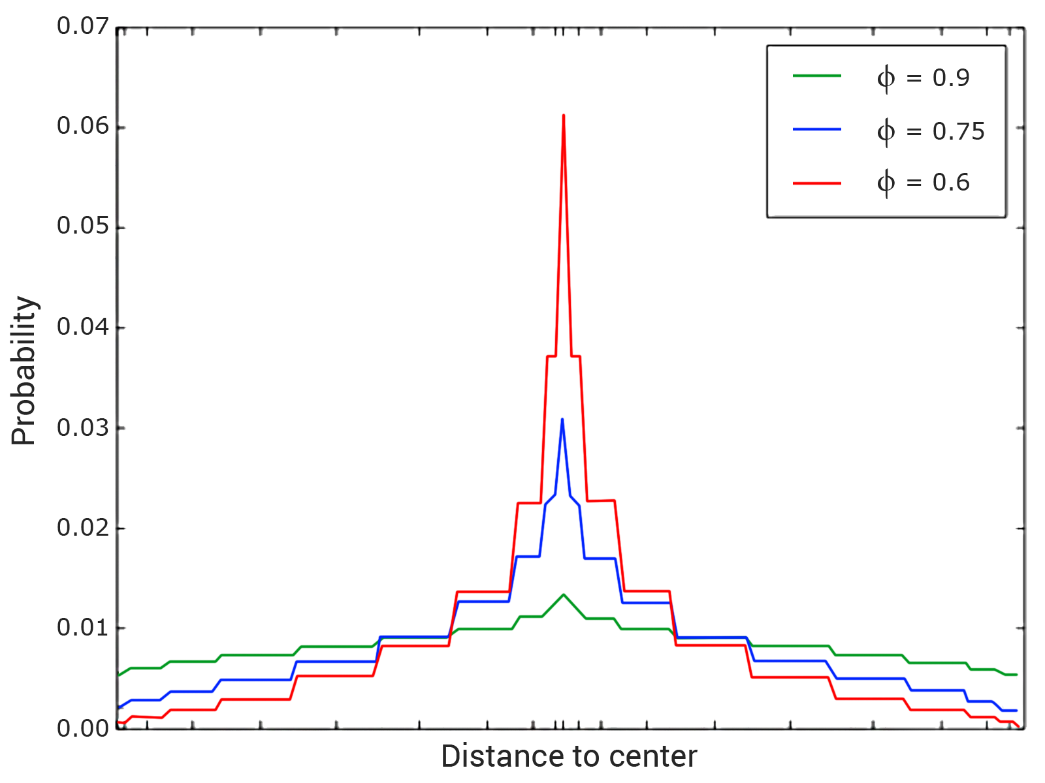 0.07
0.06
0.05
0.04
0.03
0.02
0.01
0.00
Probability
Distance to center
ϕ = 0.9
ϕ = 0.75
ϕ = 0.6